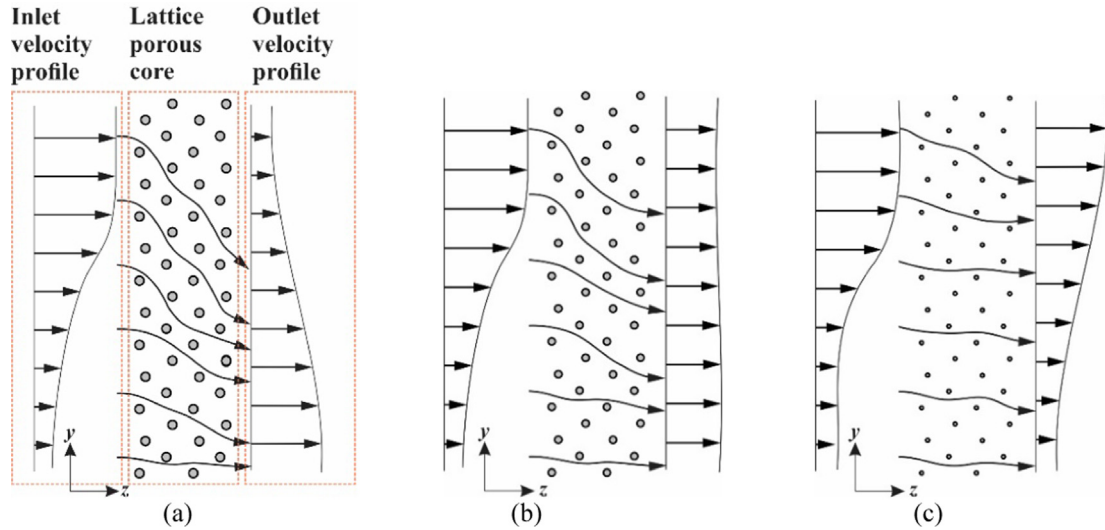 Inlet velocity profile
Lattice porous core
Outlet velocity profile
y
z
(a)
y
z
(b)
y
z
(c)